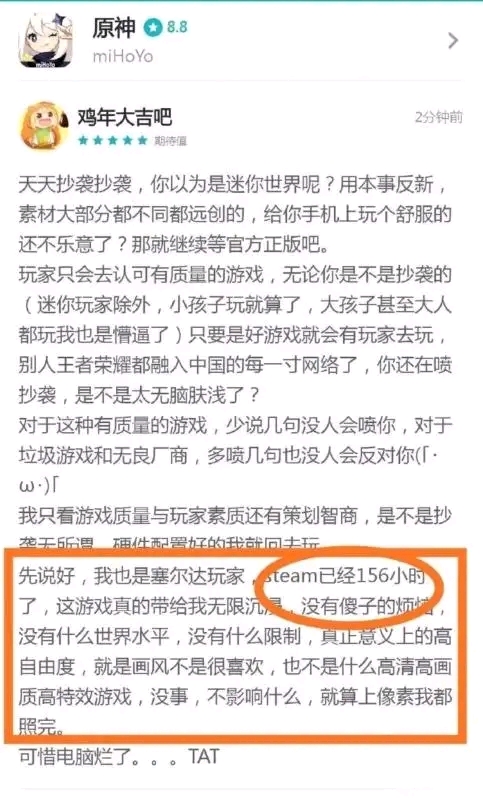 原神 8.8
miHoYo
miHoYo
鸡年大吉吧
2分钟前
期待值
天天抄袭抄袭，你以为是迷你世界呢？用本事反新，
素材大部分都不同都远创的，给你手机上玩个舒服的
还不乐意了？那就继续等官方正版吧。
玩家只会去认可有质量的游戏，无论你是不是抄袭的
（迷你玩家除外，小孩子玩就算了，大孩子甚至大人
都玩我也是懵逼了）只要是好游戏就会有玩家去玩，
别人王者荣耀都融入中国的每一寸网络了，你还在喷
抄袭，是不是太无脑肤浅了？
对于这种有质量的游戏，少说几句没人会喷你，对于
垃圾游戏和无良厂商，多喷几句也没人会反对你(｢･
ω･)｢
我只看游戏质量与玩家素质还有策划智商，是不是抄
袭无所谓，硬件配置好的我就回去玩
先说好，我也是塞尔达玩家，steam已经156小时
了，这游戏真的带给我无限沉浸，没有傻子的烦恼，
没有什么世界水平，没有什么限制，真正意义上的高
自由度，就是画风不是很喜欢，也不是什么高清高画
质高特效游戏，没事，不影响什么，就算上像素我都
照完。
可惜电脑烂了。。。TAT